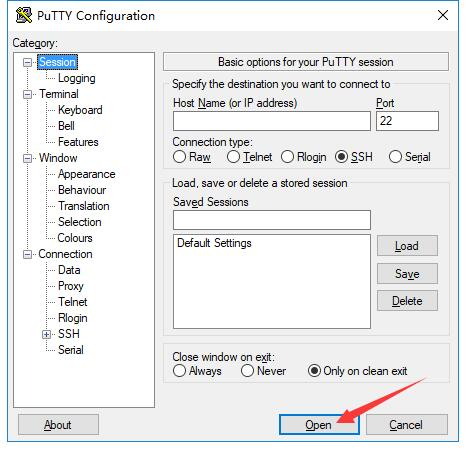 PuTTY Configuration
Category:
Session
Logging
Terminal
Keyboard
Bell
Features
Window
Appearance
Behaviour
Translation
Selection
Colours
Connection
Data
Proxy
Telnet
Rlogin
SSH
Serial
Basic options for your PuTTY session
Specify the destination you want to connect to
Host Name (or IP address) Port
22
Connection type:
Raw Telnet Rlogin SSH Serial
Load, save or delete a stored session
Saved Sessions
Default Settings
Load
Save
Delete
Close window on exit:
Always Never Only on clean exit
About Open Cancel